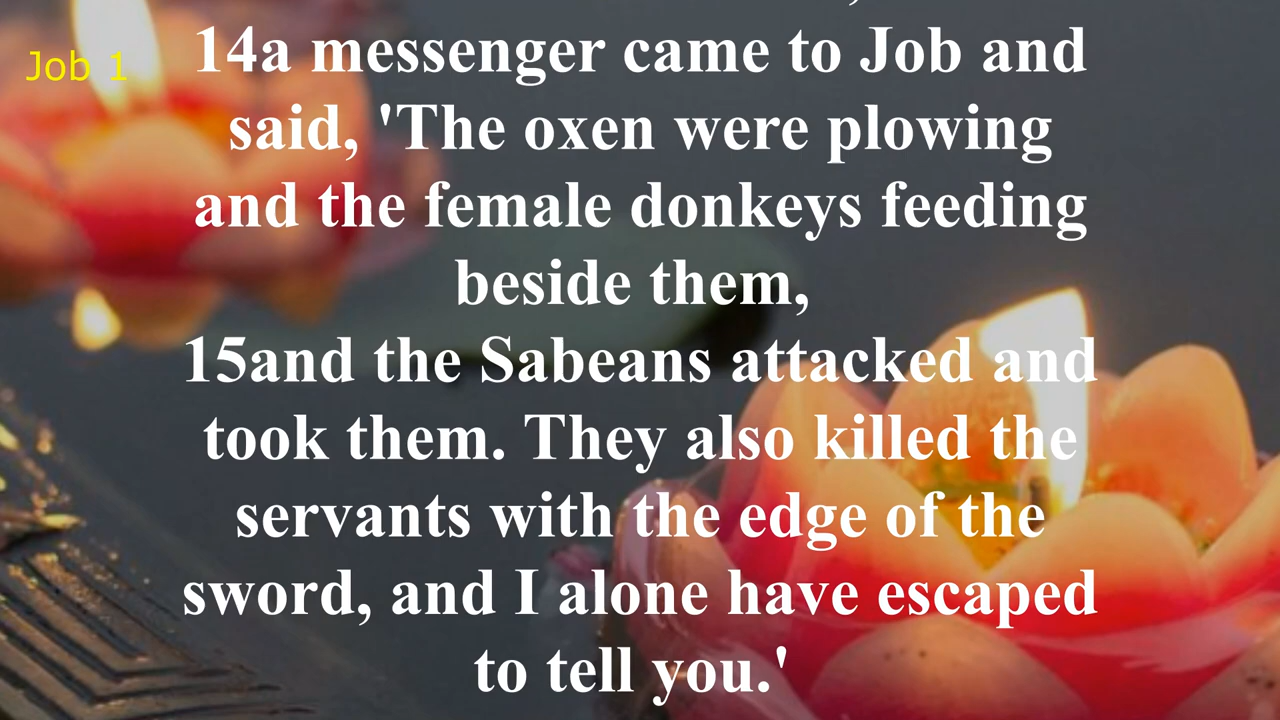 Job 1
14a messenger came to Job and
said, 'The oxen were plowing
and the female donkeys feeding
beside them,
15and the Sabeans attacked and
took them. They also killed the
servants with the edge of the
sword, and I alone have escaped
to tell you.'